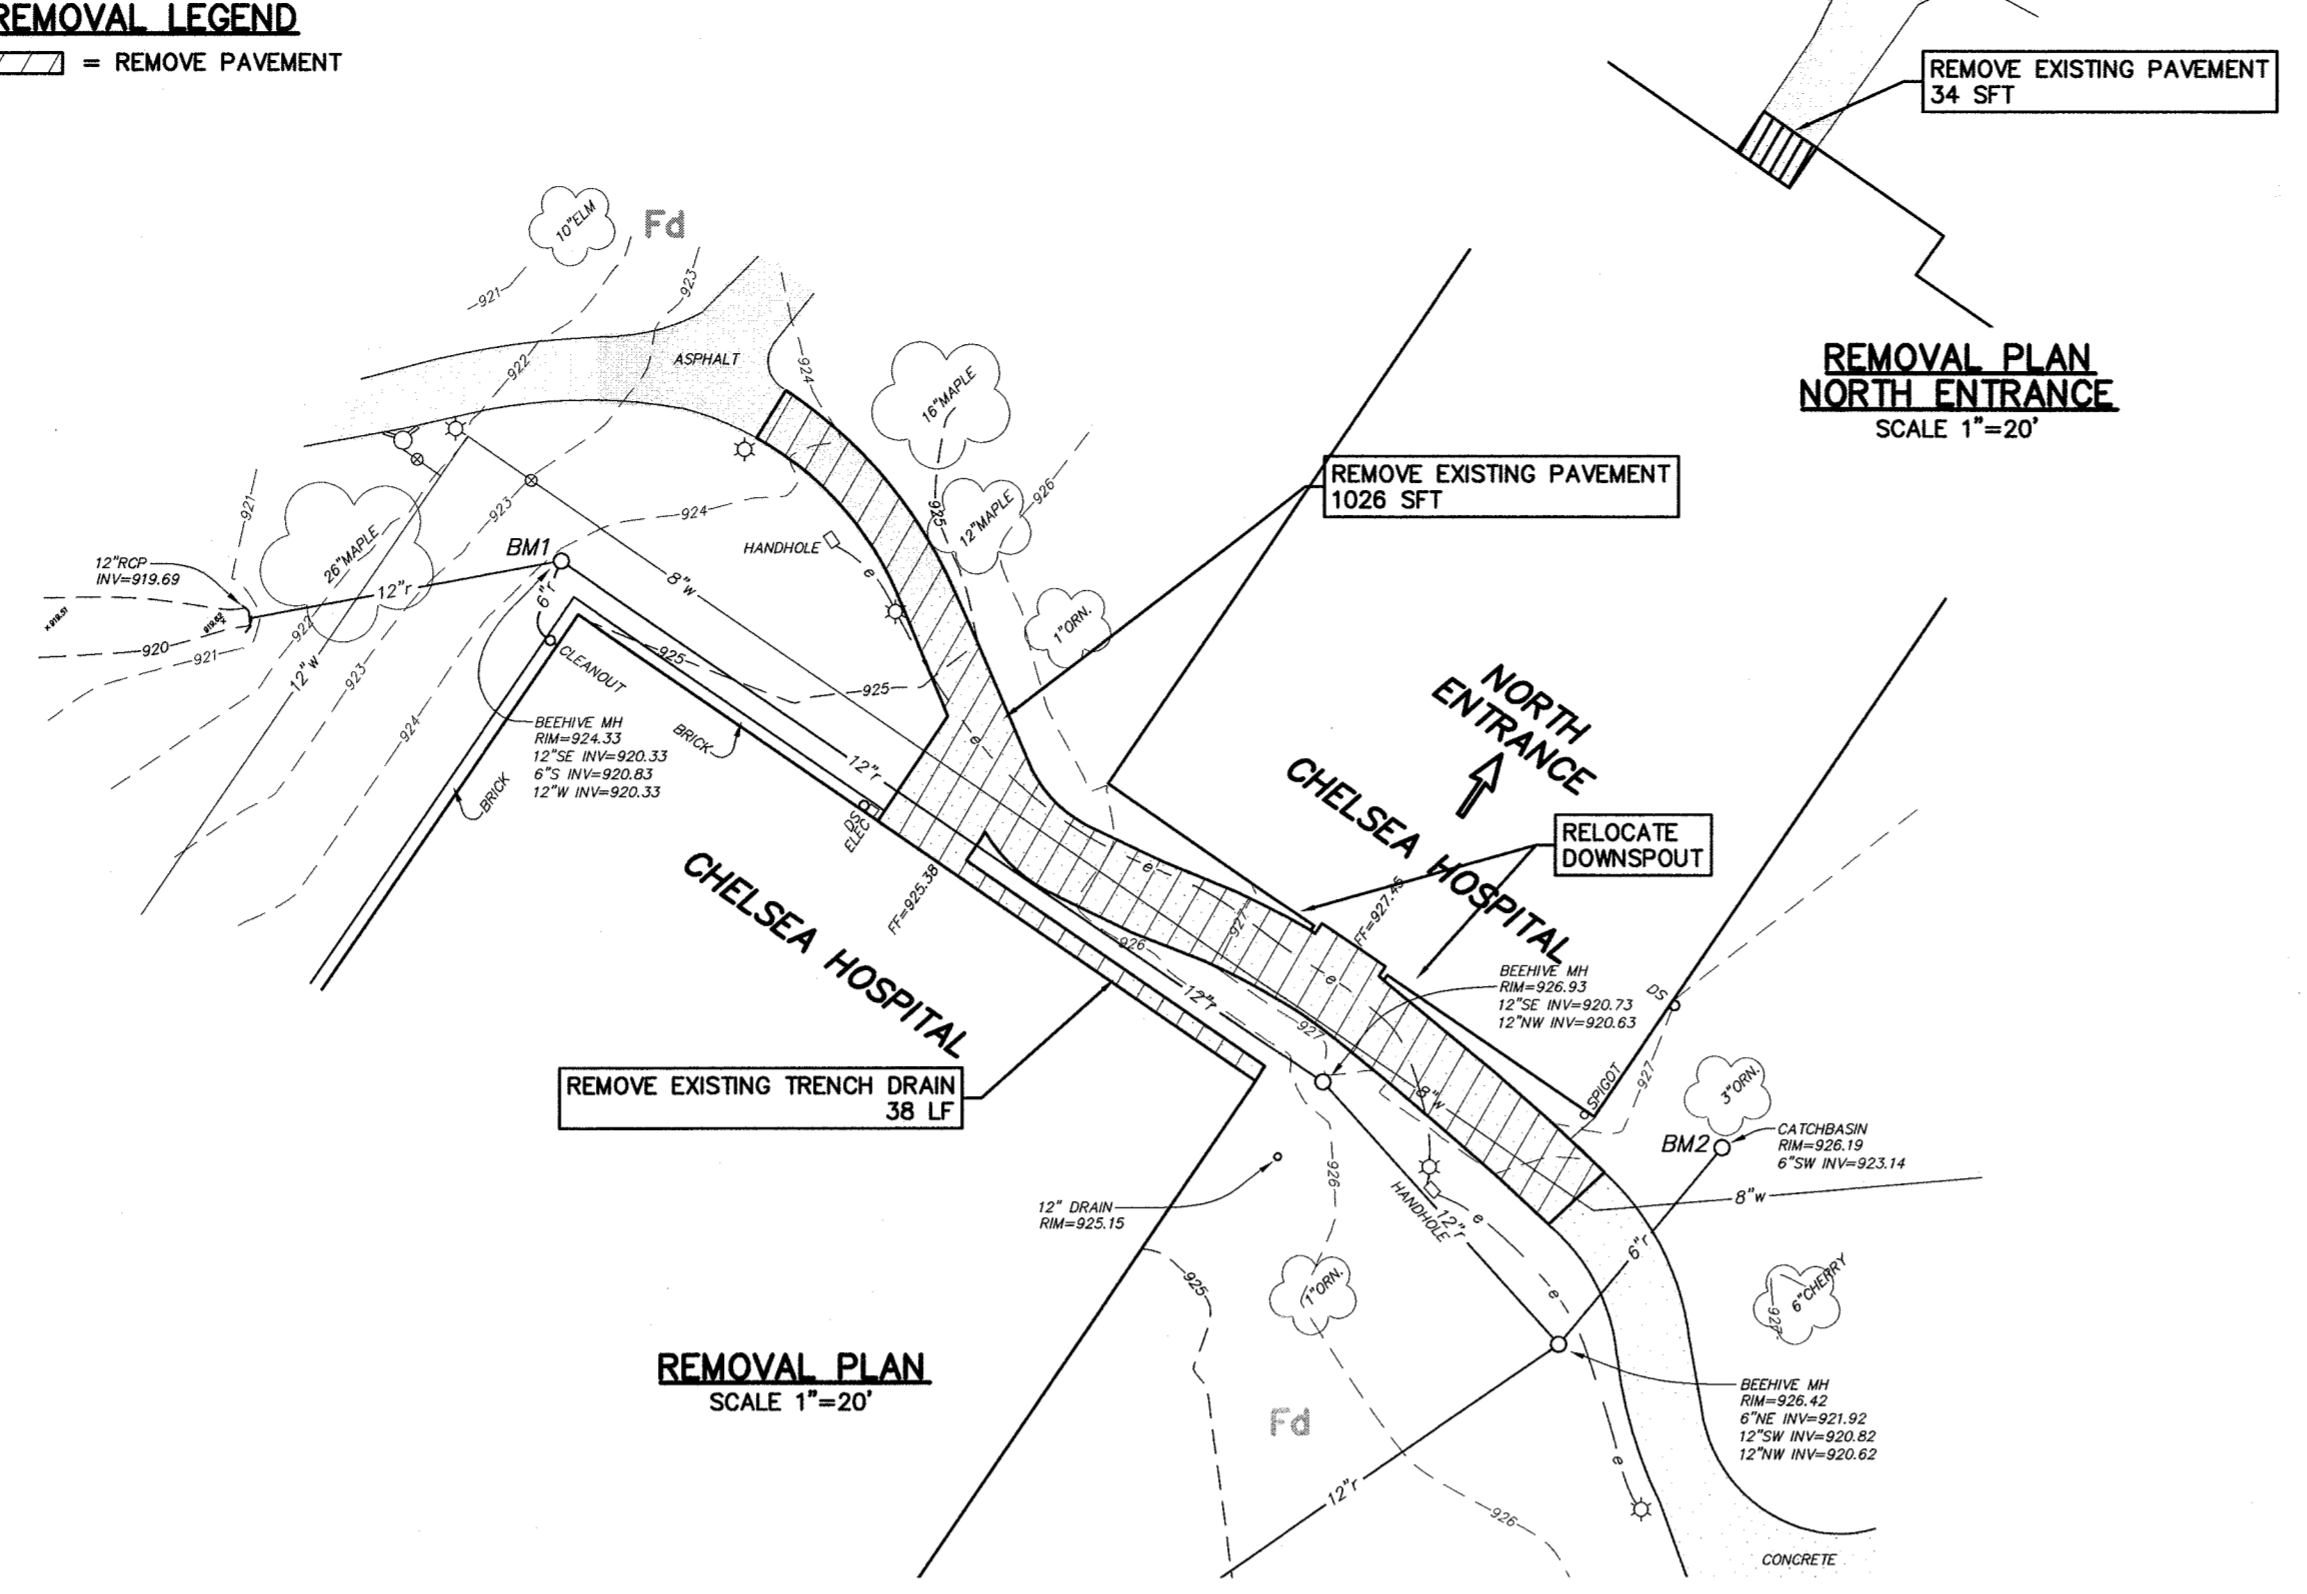 REMOVAL LEGEND
= REMOVE PAVEMENT
REMOVE EXISTING PAVEMENT
34 SFT
REMOVAL PLAN
NORTH ENTRANCE
SCALE 1"=20'
10"ELM
Fd
921
923
922
ASPHALT
924
16"MAPLE
REMOVE EXISTING PAVEMENT
1026 SFT
925
12"MAPLE
926
921
26"MAPLE
923
924
HANDHOLE
e
BM1
12"RCP
INV=919.69
12"r
6"r
8"w
1"ORN.
920
921
922
12"w
923
924
CLEANOUT
925
925
BRICK
BRICK
BEEHIVE MH
RIM=924.33
12"SE INV=920.33
6"S INV=920.83
12"W INV=920.33
12"r
e
DS
ELEC
FF=925.38
NORTH
ENTRANCE
CHELSEA HOSPITAL
RELOCATE
DOWNSPOUT
e
927
FF=927.45
e
CHELSEA HOSPITAL
926
12"r
927
BEEHIVE MH
RIM=926.93
12"SE INV=920.73
12"NW INV=920.63
DS
SPIGOT
927
3"ORN.
8"w
REMOVE EXISTING TRENCH DRAIN
38 LF
BM2
CATCHBASIN
RIM=926.19
6"SW INV=923.14
8"w
12" DRAIN
RIM=925.15
926
HANDHOLE
12"r
e
6"r
925
1"ORN.
e
927
6"CHERRY
REMOVAL PLAN
SCALE 1"=20'
Fd
BEEHIVE MH
RIM=926.42
6"NE INV=921.92
12"SW INV=920.82
12"NW INV=920.62
e
12"r
926
CONCRETE